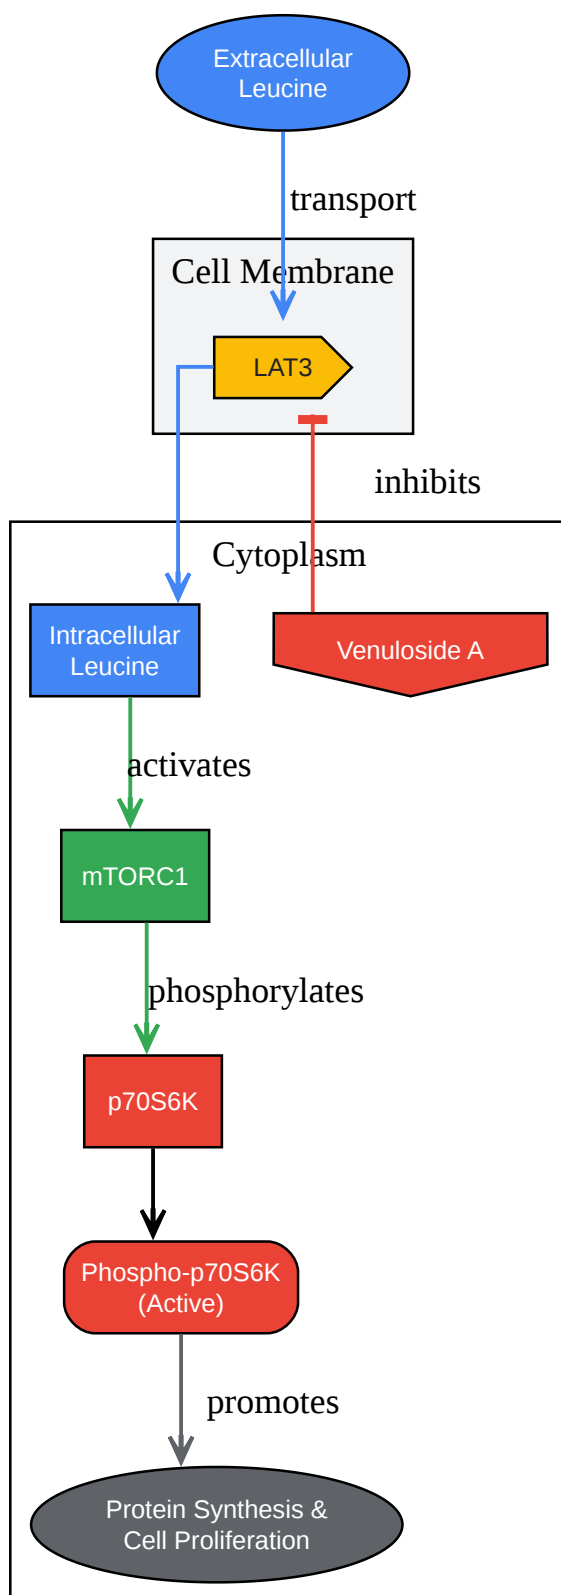 Extracellular
Leucine
transport
Cell Membrane
LAT3
inhibits
Cytoplasm
Intracellular
Leucine
Venuloside A
activates
mTORC1
phosphorylates
p70S6K
Phospho-p70S6K
(Active)
promotes
Protein Synthesis &
Cell Proliferation